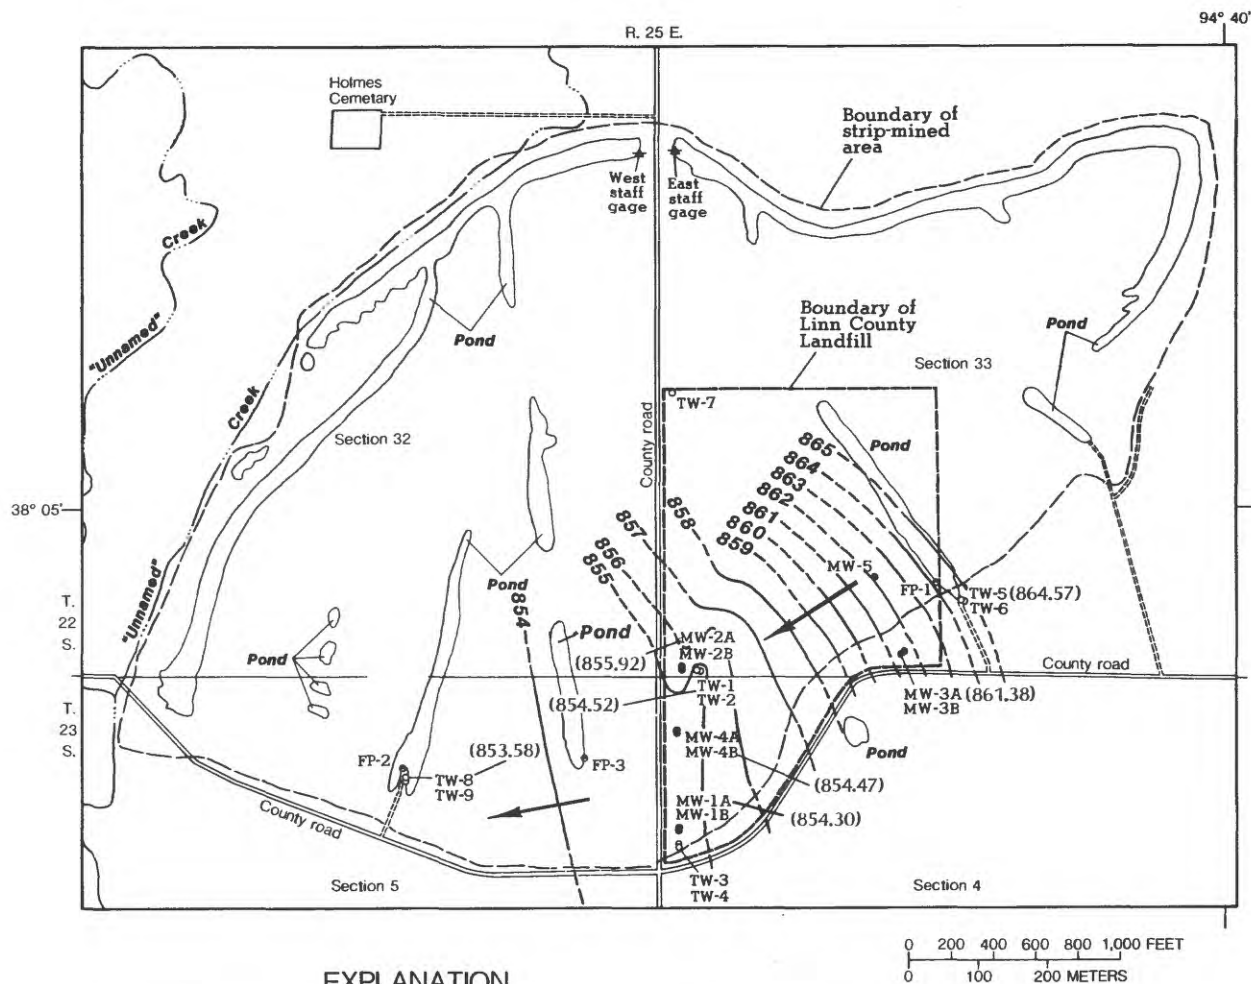 94° 40'
R. 25 E.
Holmes
Cemetary
Boundary of
strip-mined
area
West
staff
gage
East
staff
gage
Creek
"Unnamed"
Pond
Boundary of
Linn County
Landfill
Pond
Section 33
Creek
Section 32
County road
TW-7
Pond
865
864
863
862
861
860
859
858
857
856
855
854
38° 05'
MW-5
FP-1
TW-5 (864.57)
TW-6
"Unnamed"
T.
22
S.
Pond
Pond
Pond
MW-2A
(855.92) MW-2B
County road
TW-1
(854.52) TW-2
MW-3A (861.38)
MW-3B
T.
23
S.
MW-4A
MW-4B
Pond
(853.58)
FP-2
TW-8
TW-9
FP-3
(854.47)
MW-1A
MW-1B
(854.30)
County road
TW-3
TW-4
Section 5
Section 4
0 200 400 600 800 1,000 FEET
0 100 200 METERS
EXPLANATION